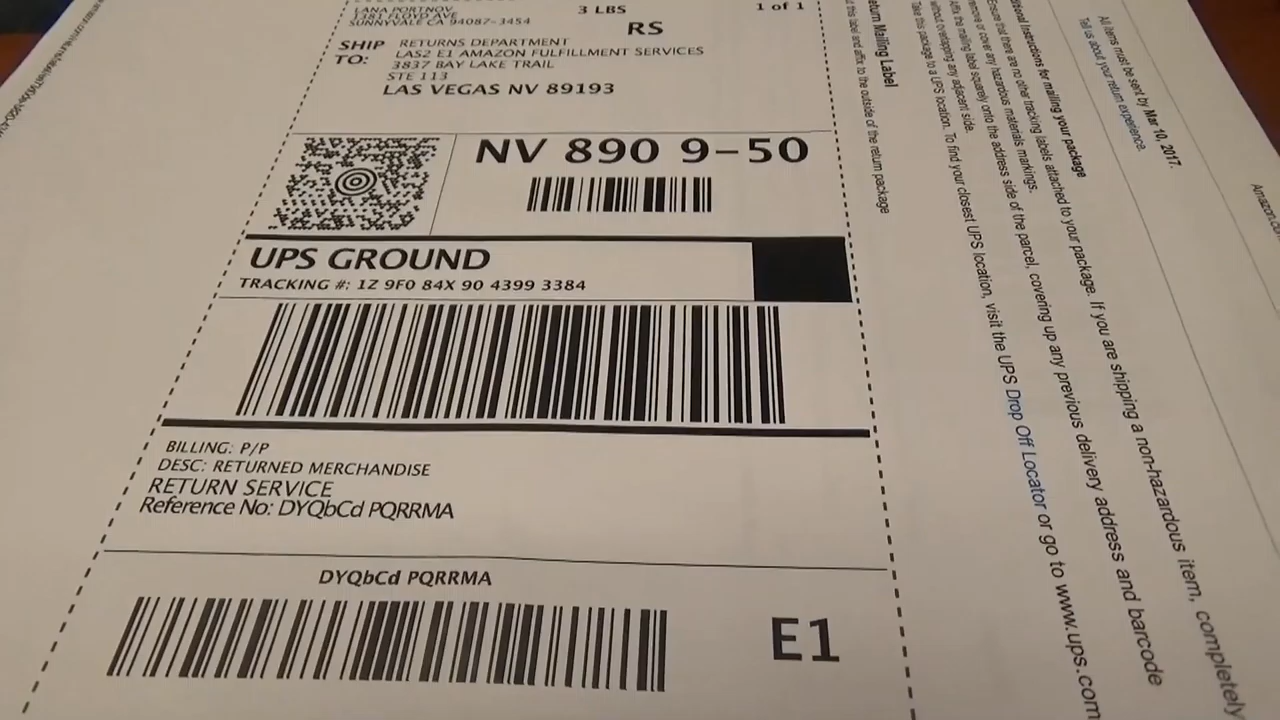 LANA PORTNOV
1381 FLOYD AVE
SUNNYVALE CA 94087-3454
3 LBS
1 of 1
RS
SHIP TO:
RETURNS DEPARTMENT
LAS2 E1 AMAZON FULFILLMENT SERVICES
3837 BAY LAKE TRAIL
STE 113
LAS VEGAS NV 89193
NV 890 9-50
UPS GROUND
TRACKING #: 1Z 9F0 84X 90 4399 3384
BILLING: P/P
DESC: RETURNED MERCHANDISE
RETURN SERVICE
Reference No: DYQbCd PQRRMA
DYQbCd PQRRMA
E1
Amazon.co
All items must be sent by Mar 10, 2017.
Tell us about your return experience.
ditional instructions for mailing your package
Ensure that there are no other tracking labels attached to your package. If you are shipping a non-hazardous item, completely
remove or cover any hazardous materials markings.
Affix the mailing label squarely onto the address side of the parcel, covering up any previous delivery address and barcode
without overlapping any adjacent side.
Take this package to a UPS location. To find your closest UPS location, visit the UPS Drop Off Locator or go to www.ups.com
eturn Mailing Label
this label and affix to the outside of the return package